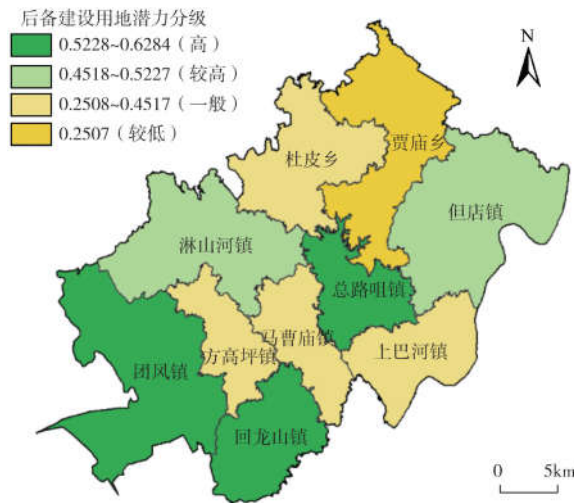 后备建设用地潜力分级
0.5228~0.6284（高）
0.4518~0.5227（较高）
0.2508~0.4517（一般）
0.2507（较低）
N
贾庙乡
杜皮乡
但店镇
淋山河镇
总路咀镇
马曹庙镇
方高坪镇
上巴河镇
团风镇
回龙山镇
0 5km